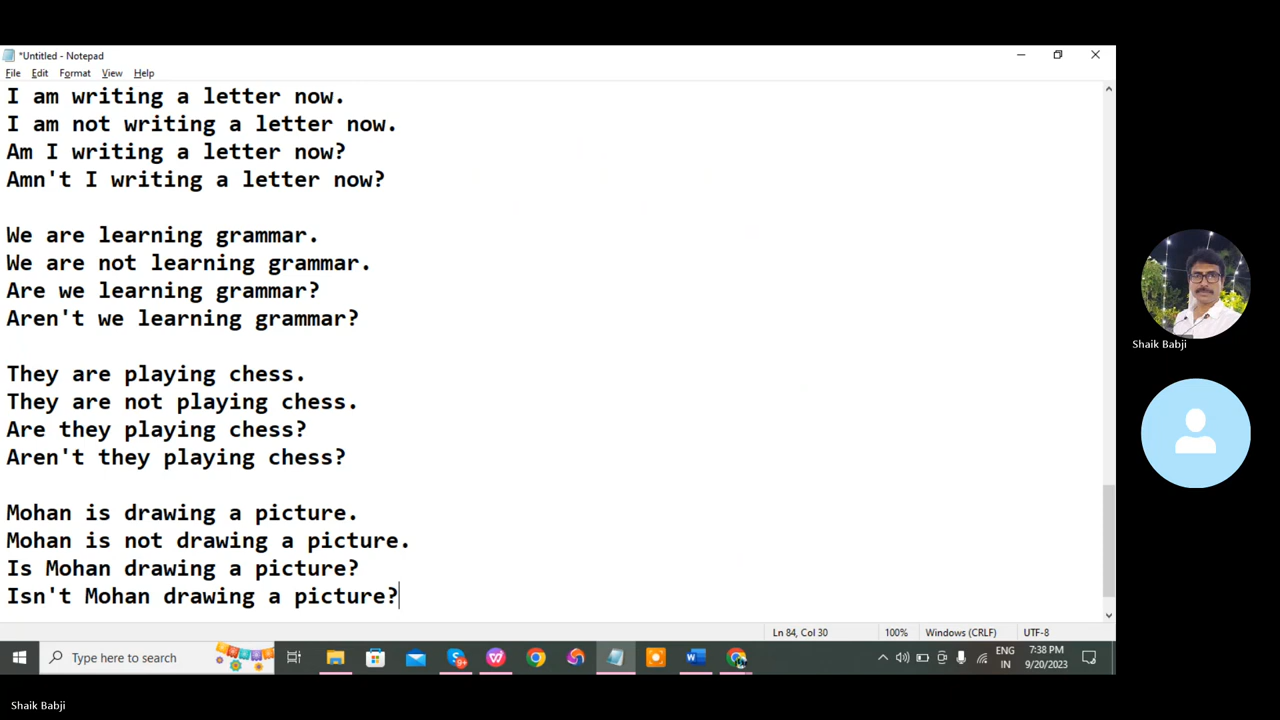 *Untitled - Notepad
File Edit Format View Help
I am writing a letter now.
I am not writing a letter now.
Am I writing a letter now?
Amn't I writing a letter now?
We are learning grammar.
We are not learning grammar.
Are we learning grammar?
Aren't we learning grammar?
They are playing chess.
They are not playing chess.
Are they playing chess?
Aren't they playing chess?
Mohan is drawing a picture.
Mohan is not drawing a picture.
Is Mohan drawing a picture?
Isn't Mohan drawing a picture?
Shaik Babji
Ln 84, Col 30 100% Windows (CRLF) UTF-8
Type here to search
ENG
IN
7:38 PM
9/20/2023
Shaik Babji